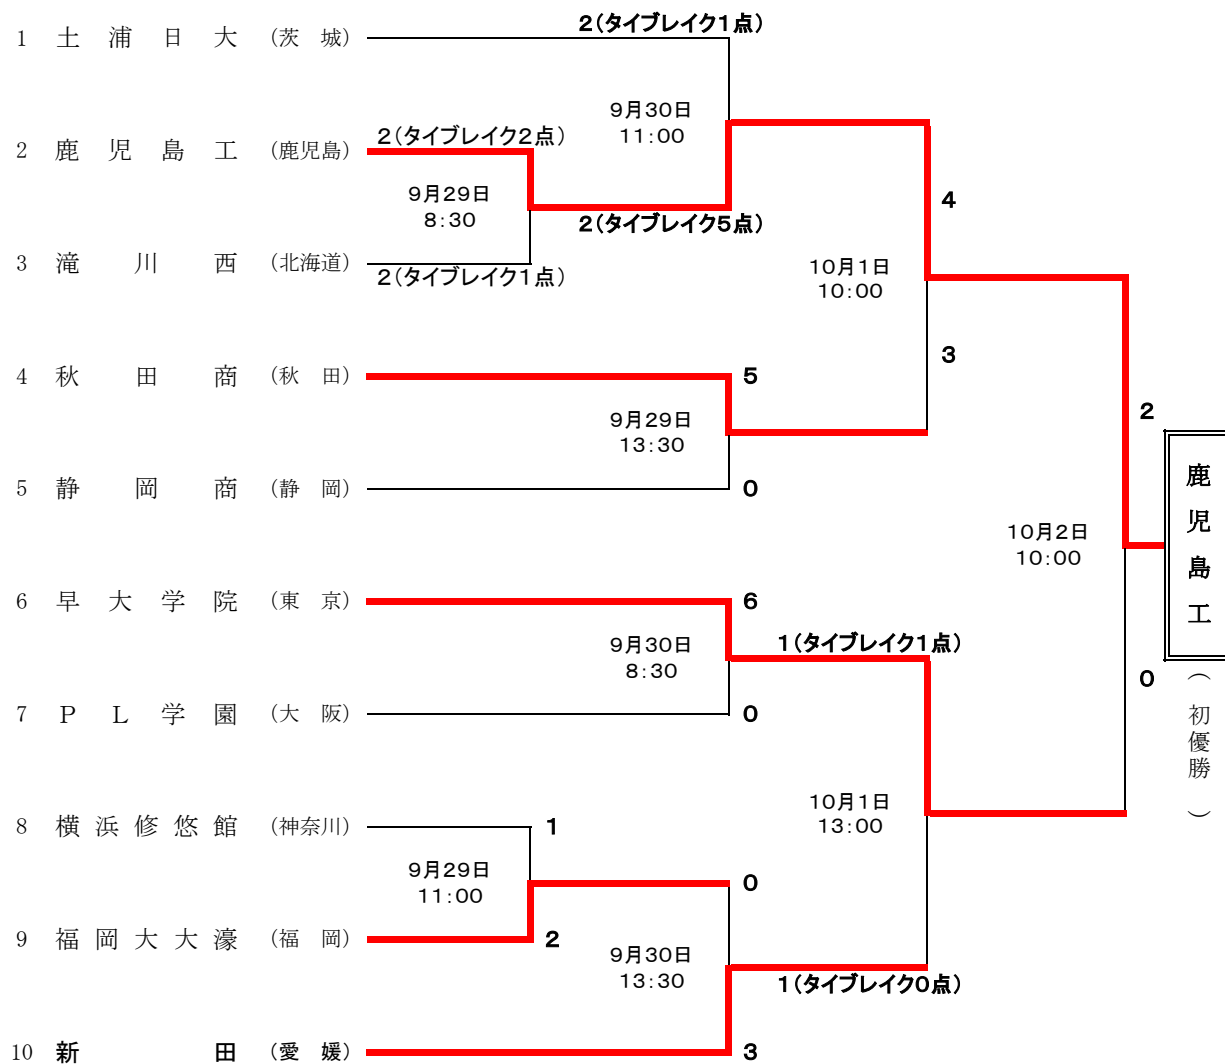 2(タイブレイク1点)
1 土浦日大 (茨 城)
9月30日
11:00
2(タイブレイク2点)
2 鹿児島工 (鹿児島)
4
9月29日
8:30
2(タイブレイク5点)
3 滝川西 (北海道)
2(タイブレイク1点)
10月1日
10:00
3
4 秋田商 (秋 田)
5
2
9月29日
13:30
5 静岡商 (静 岡)
0
鹿児島工
10月2日
10:00
6 早大学院 (東 京)
6
9月30日
8:30
1(タイブレイク1点)
0
(初優勝)
7 PL学園 (大 阪)
0
10月1日
13:00
8 横浜修悠館 (神奈川)
1
9月29日
11:00
0
9 福岡大大濠 (福 岡)
2
9月30日
13:30
1(タイブレイク0点)
10 新田 (愛 媛)
3